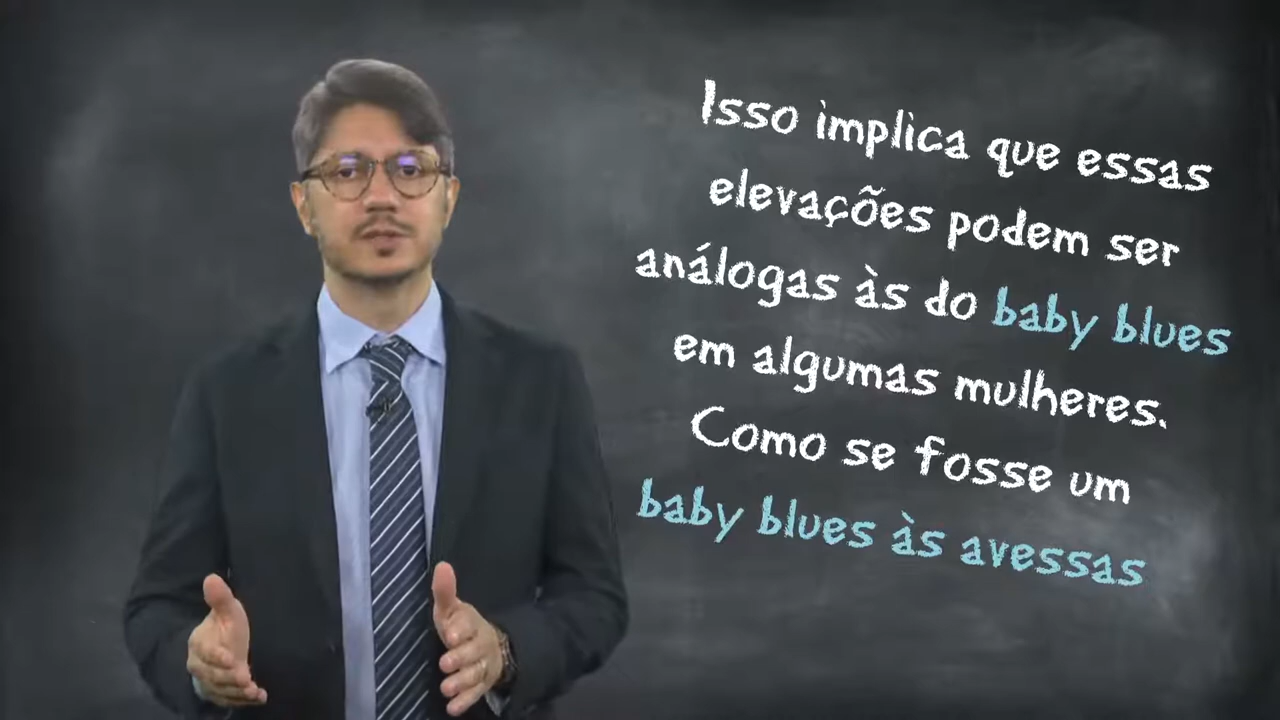 Isso implica que essas
elevações podem ser
análogas às do baby blues
em algumas mulheres.
Como se fosse um
baby blues às avessas